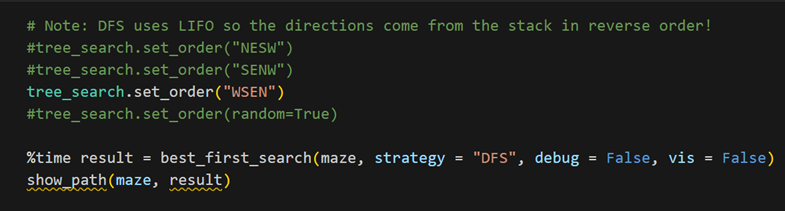 # Note: DFS uses LIFO so the directions come from the stack in reverse order!
#tree_search.set_order("NESW")
#tree_search.set_order("SENW")
tree_search.set_order("WSEN")
#tree_search.set_order(random=True)
%time result = best_first_search(maze, strategy = "DFS", debug = False, vis = False)
show_path(maze, result)